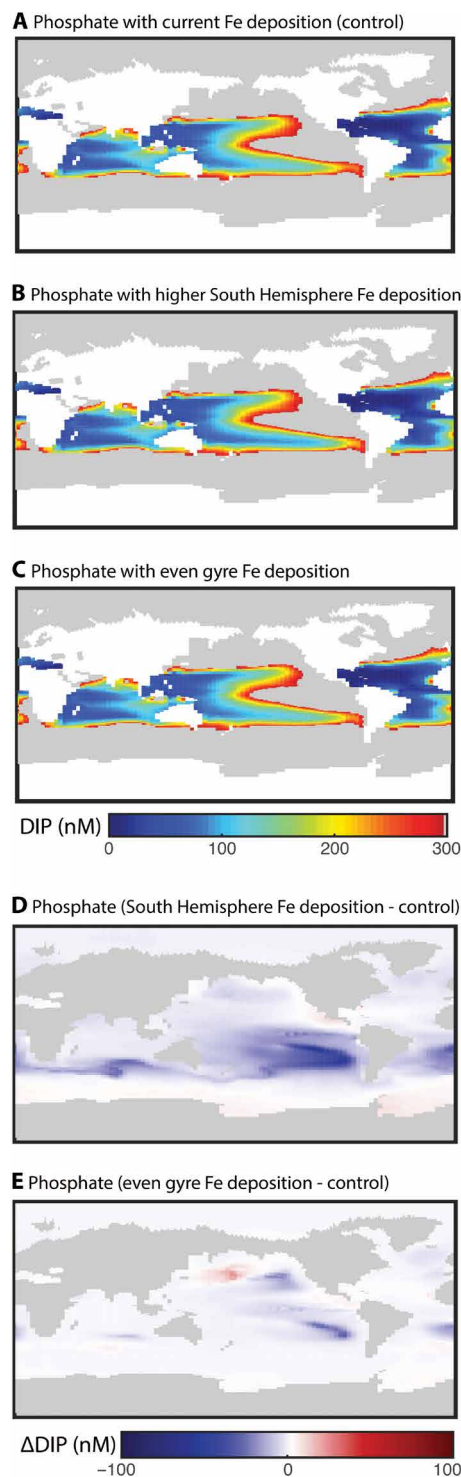 A Phosphate with current Fe deposition (control)
B Phosphate with higher South Hemisphere Fe deposition
C Phosphate with even gyre Fe deposition
DIP (nM)
0 100 200 300
D Phosphate (South Hemisphere Fe deposition - control)
E Phosphate (even gyre Fe deposition - control)
ΔDIP (nM)
−100 0 100